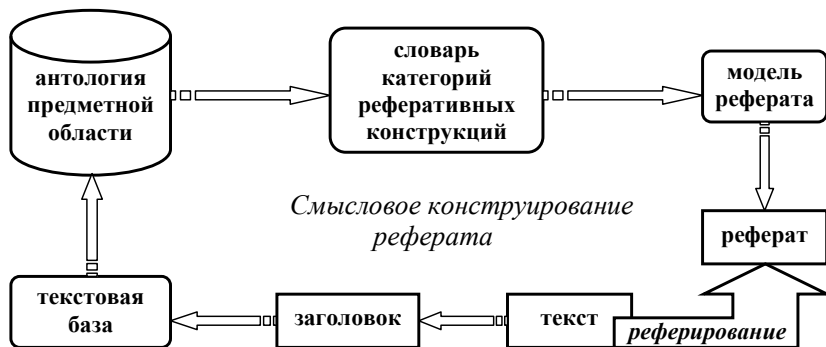 антология
предметной
области
словарь
категорий
реферативных
конструкций
модель
реферата
Смысловое конструирование
реферата
реферат
текстовая
база
заголовок
текст
реферирование